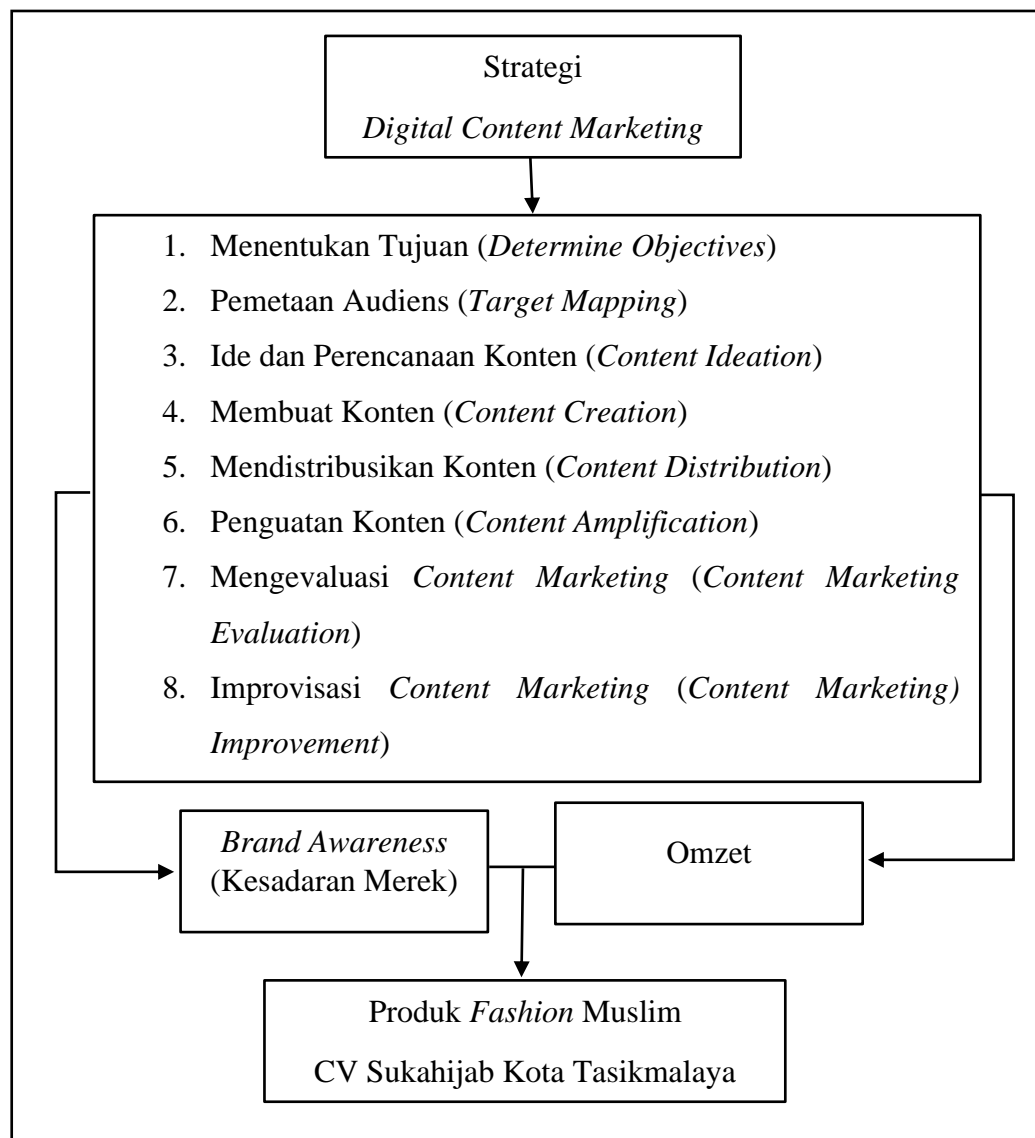 Strategi
Digital Content Marketing
1. Menentukan Tujuan (Determine Objectives)
2. Pemetaan Audiens (Target Mapping)
3. Ide dan Perencanaan Konten (Content Ideation)
4. Membuat Konten (Content Creation)
5. Mendistribusikan Konten (Content Distribution)
6. Penguatan Konten (Content Amplification)
7. Mengevaluasi Content Marketing (Content Marketing
Evaluation)
8. Improvisasi Content Marketing (Content Marketing)
Improvement)
Brand Awareness
(Kesadaran Merek)
Omzet
Produk Fashion Muslim
CV Sukahijab Kota Tasikmalaya